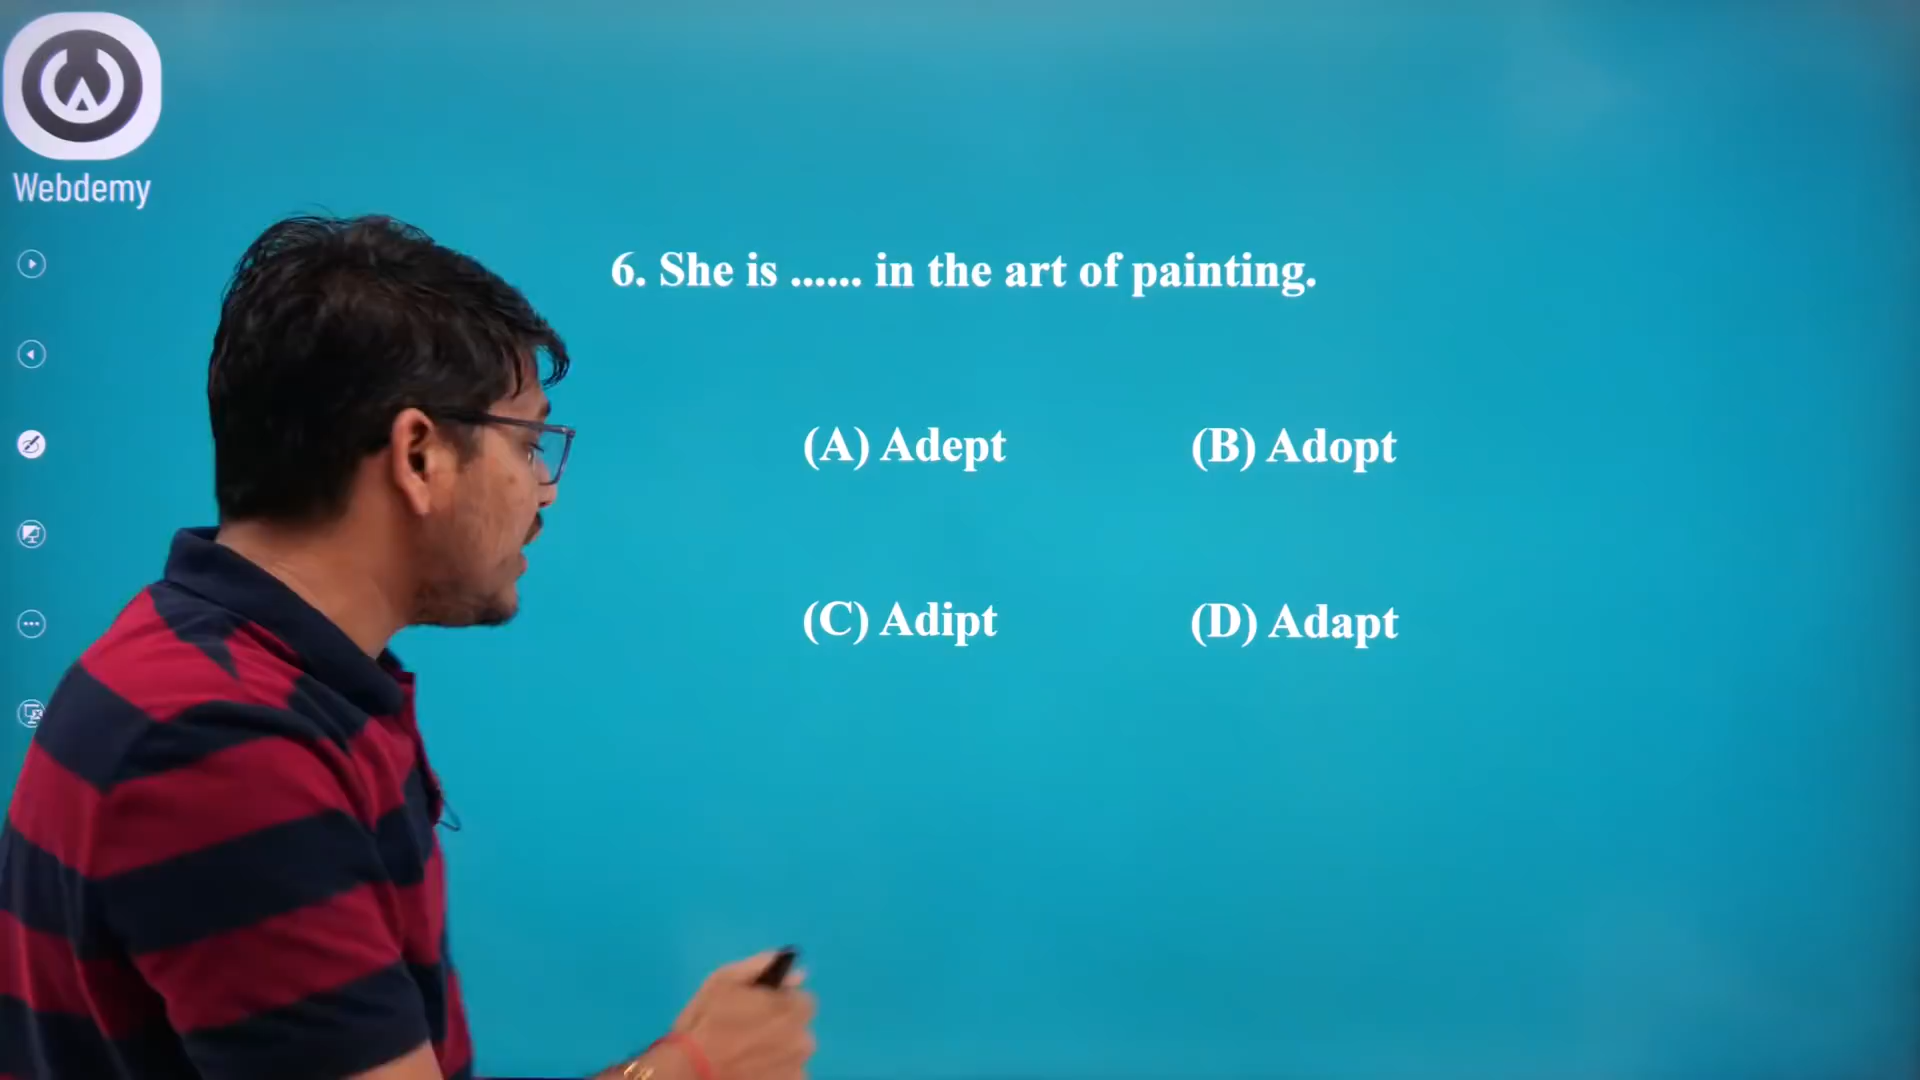 Webdemy
6. She is ...... in the art of painting.
(A) Adept
(B) Adopt
(C) Adipt
(D) Adapt